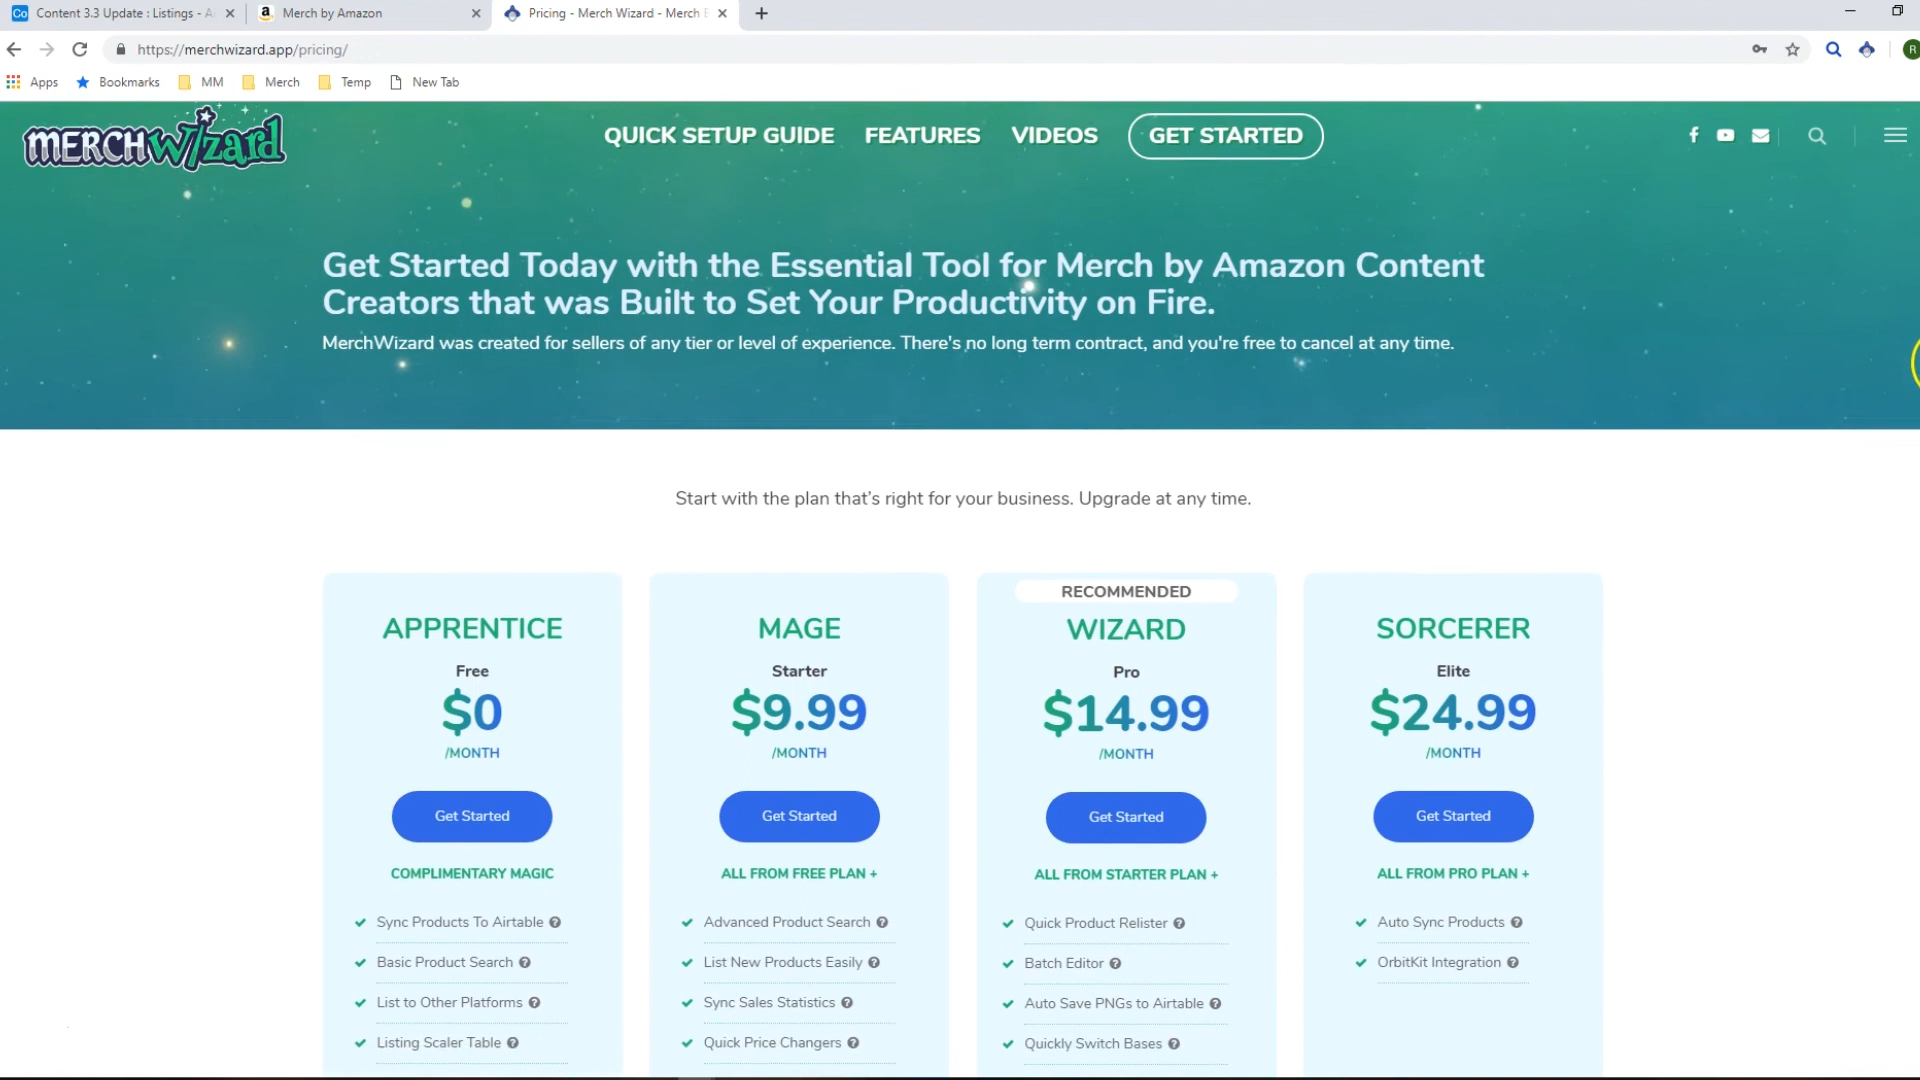 Co Content 3.3 Update : Listings - A
a Merch by Amazon
Pricing - Merch Wizard - Merch B
https://merchwizard.app/pricing/
R
Apps Bookmarks MM Merch Temp New Tab
MERCHWizard
QUICK SETUP GUIDE FEATURES VIDEOS GET STARTED
Get Started Today with the Essential Tool for Merch by Amazon Content
Creators that was Built to Set Your Productivity on Fire.
MerchWizard was created for sellers of any tier or level of experience. There's no long term contract, and you're free to cancel at any time.
Start with the plan that's right for your business. Upgrade at any time.
APPRENTICE
Free
$0
/MONTH
Get Started
COMPLIMENTARY MAGIC
Sync Products To Airtable ?
Basic Product Search ?
List to Other Platforms ?
Listing Scaler Table ?
MAGE
Starter
$9.99
/MONTH
Get Started
ALL FROM FREE PLAN +
Advanced Product Search ?
List New Products Easily ?
Sync Sales Statistics ?
Quick Price Changers ?
RECOMMENDED
WIZARD
Pro
$14.99
/MONTH
Get Started
ALL FROM STARTER PLAN +
Quick Product Relister ?
Batch Editor ?
Auto Save PNGs to Airtable ?
Quickly Switch Bases ?
SORCERER
Elite
$24.99
/MONTH
Get Started
ALL FROM PRO PLAN +
Auto Sync Products ?
OrbitKit Integration ?